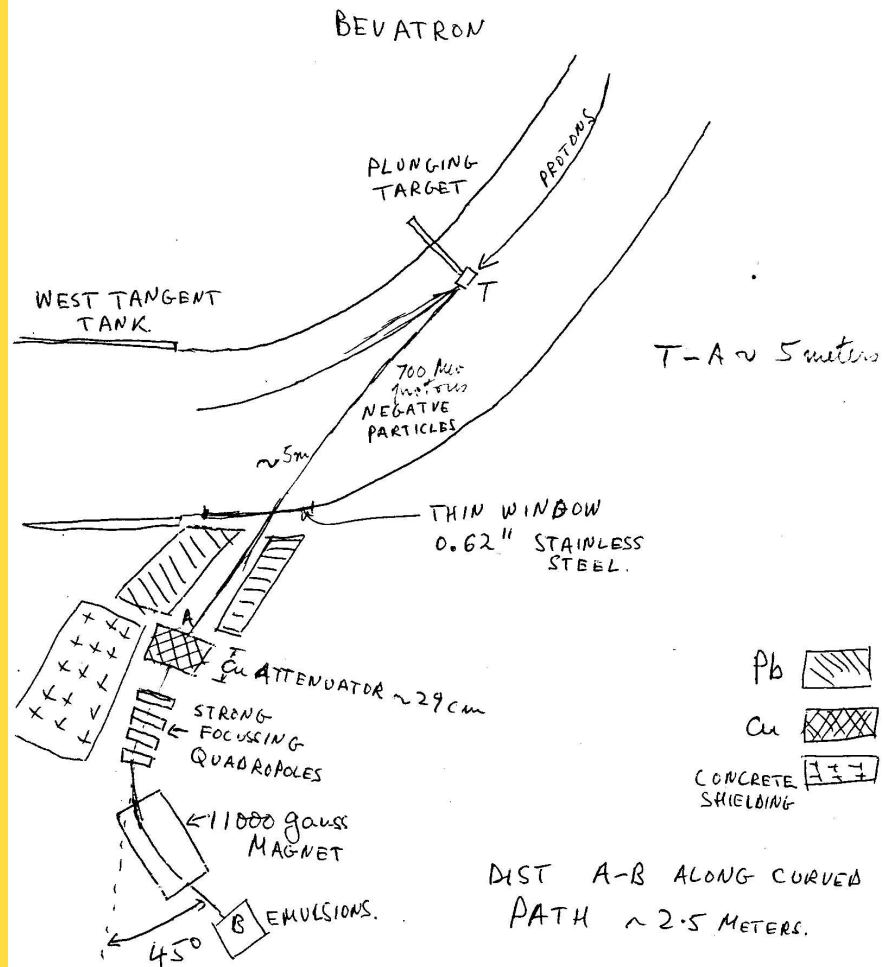 BEVATRON
PLUNGING
TARGET
PROTONS
T
WEST TANGENT
TANK.
T-A ~ 5 meters
700 Mev
protons
NEGATVE
PARTICLES
~5m
THIN WINDOW
0.62" STAINLESS
STEEL.
A
Cu ATTENUATOR ~29cm
STRONG
FOCUSSING
QUADROPOLES
Pb
Cu
CONCRETE
SHIELDING
11000 gauss
MAGNET
B EMULSIONS.
45°
DIST A-B ALONG CURVED
PATH ~2.5 METERS.